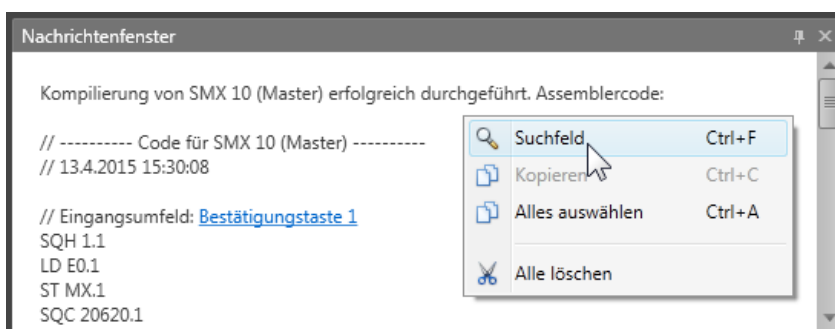 Nachrichtenfenster
Kompilierung von SMX 10 (Master) erfolgreich durchgeführt. Assemblercode:
// ---------- Code für SMX 10 (Master) ----------
// 13.4.2015 15:30:08
// Eingangsumfeld: Bestätigungstaste 1
SQH 1.1
LD E0.1
ST MX.1
SQC 20620.1
Suchfeld Ctrl+F
Kopieren Ctrl+C
Alles auswählen Ctrl+A
Alle löschen